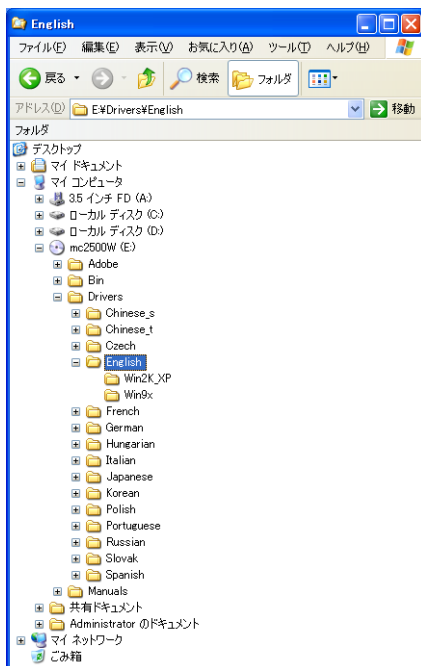 English
ファイル(F) 編集(E) 表示(V) お気に入り(A) ツール(T) ヘルプ(H)
戻る 検索 フォルダ
アドレス(D) E:¥Drivers¥English 移動
フォルダ
デスクトップ
マイ ドキュメント
マイ コンピュータ
3.5 インチ FD (A:)
ローカル ディスク (C:)
ローカル ディスク (D:)
mc2500W (E:)
Adobe
Bin
Drivers
Chinese_s
Chinese_t
Czech
English
Win2K_XP
Win9x
French
German
Hungarian
Italian
Japanese
Korean
Polish
Portuguese
Russian
Slovak
Spanish
Manuals
共有ドキュメント
Administrator のドキュメント
マイ ネットワーク
ごみ箱